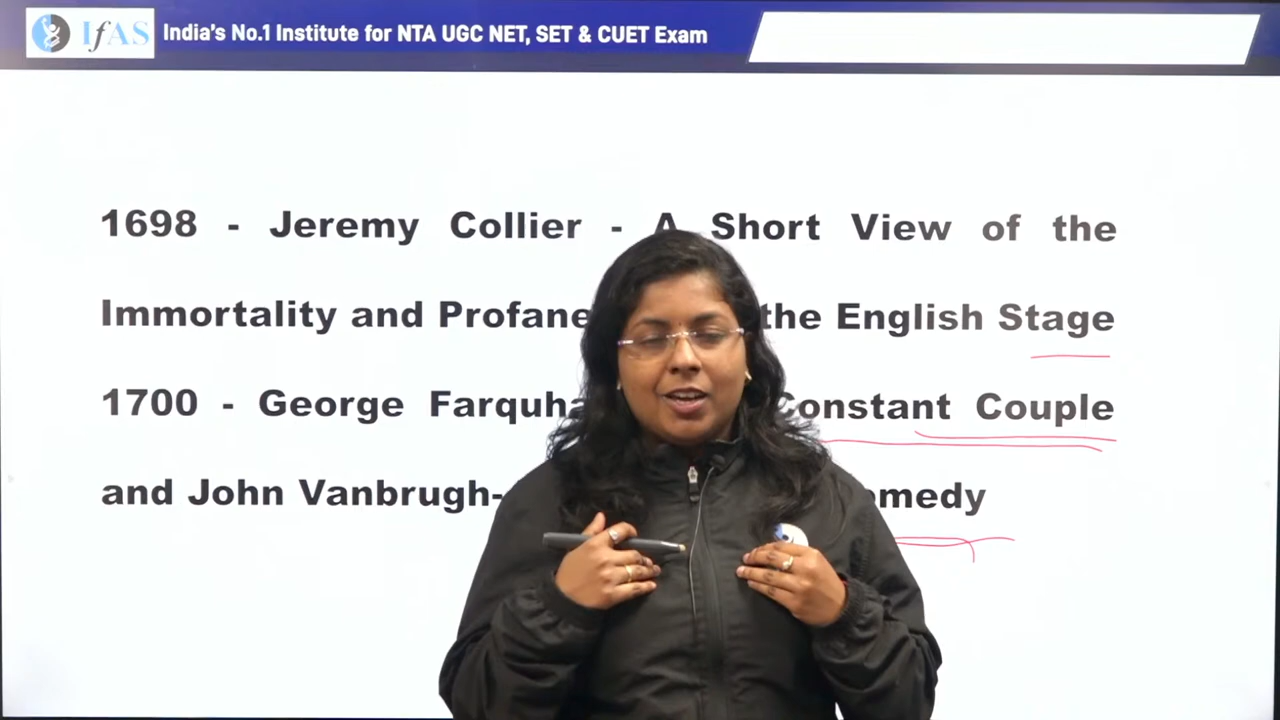 IfAS India's No.1 Institute for NTA UGC NET, SET & CUET Exam
1698 - Jeremy Collier - A Short View of the
Immortality and Profane the English Stage
1700 - George Farquha Constant Couple
and John Vanbrugh- omedy